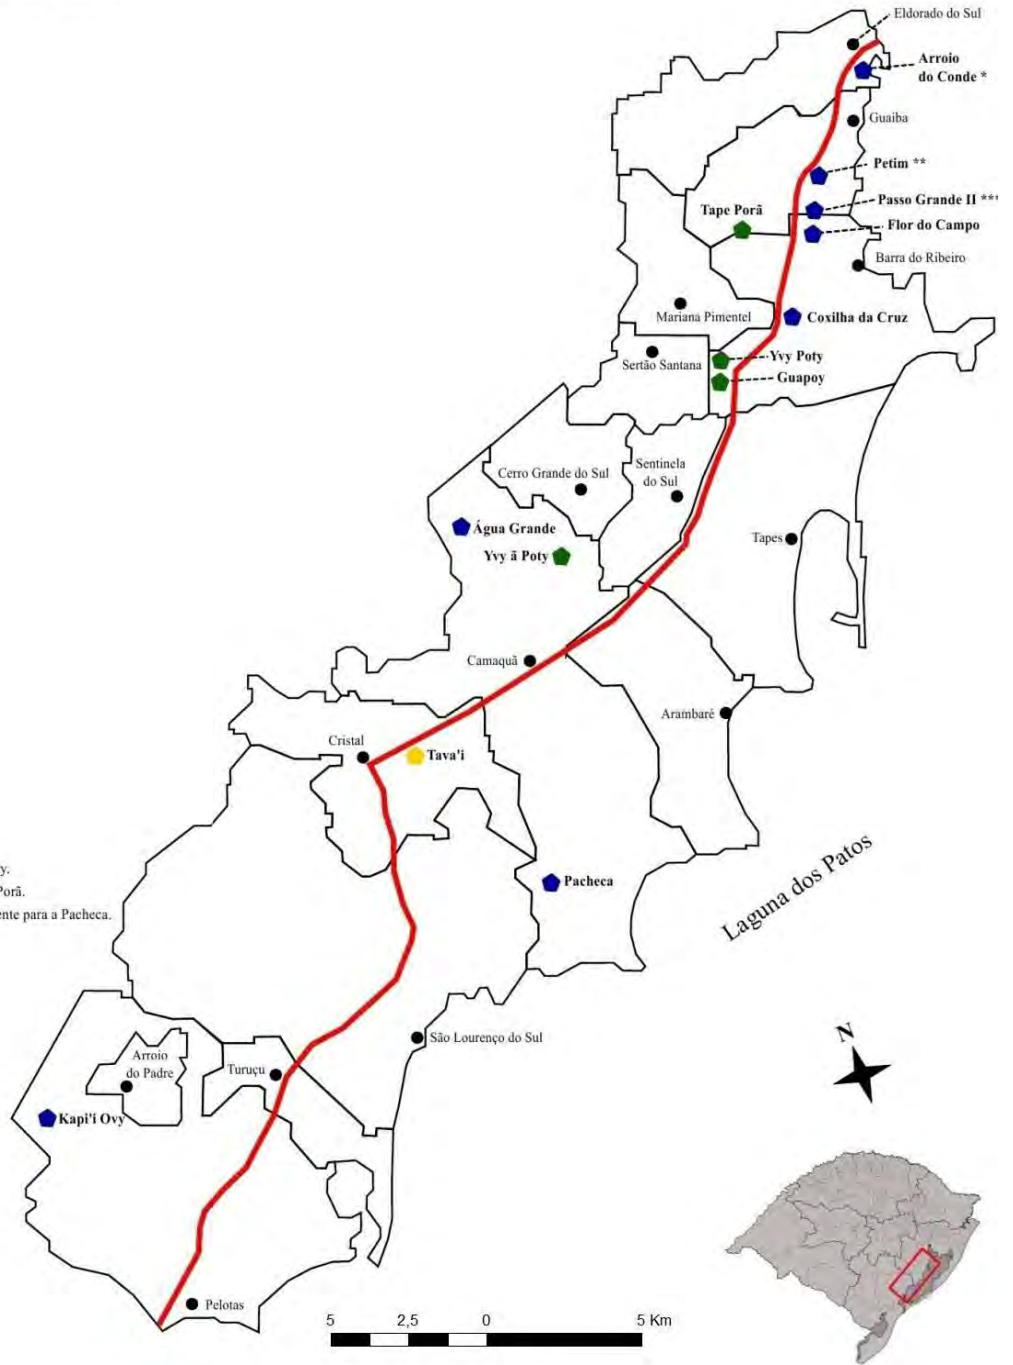 Eldorado do Sul
Arroio
do Conde *
Guaiba
Petim **
Passo Grande II ***
Flor do Campo
Tape Porã
Barra do Ribeiro
Mariana Pimentel
Coxilha da Cruz
Sertão Santana
Yvy Poty
Guapoy
Cerro Grande do Sul
Sentinela
do Sul
Água Grande
Tapes
Yvy ã Poty
Camaquã
Arambaré
Cristal
Tava'i
Pacheca
Laguna dos Patos
y.
Porã.
ente para a Pacheca.
São Lourenço do Sul
N
Arroio
do Padre
Turuçu
Kapi'i Ovy
Pelotas
5 2,5 0 5 Km